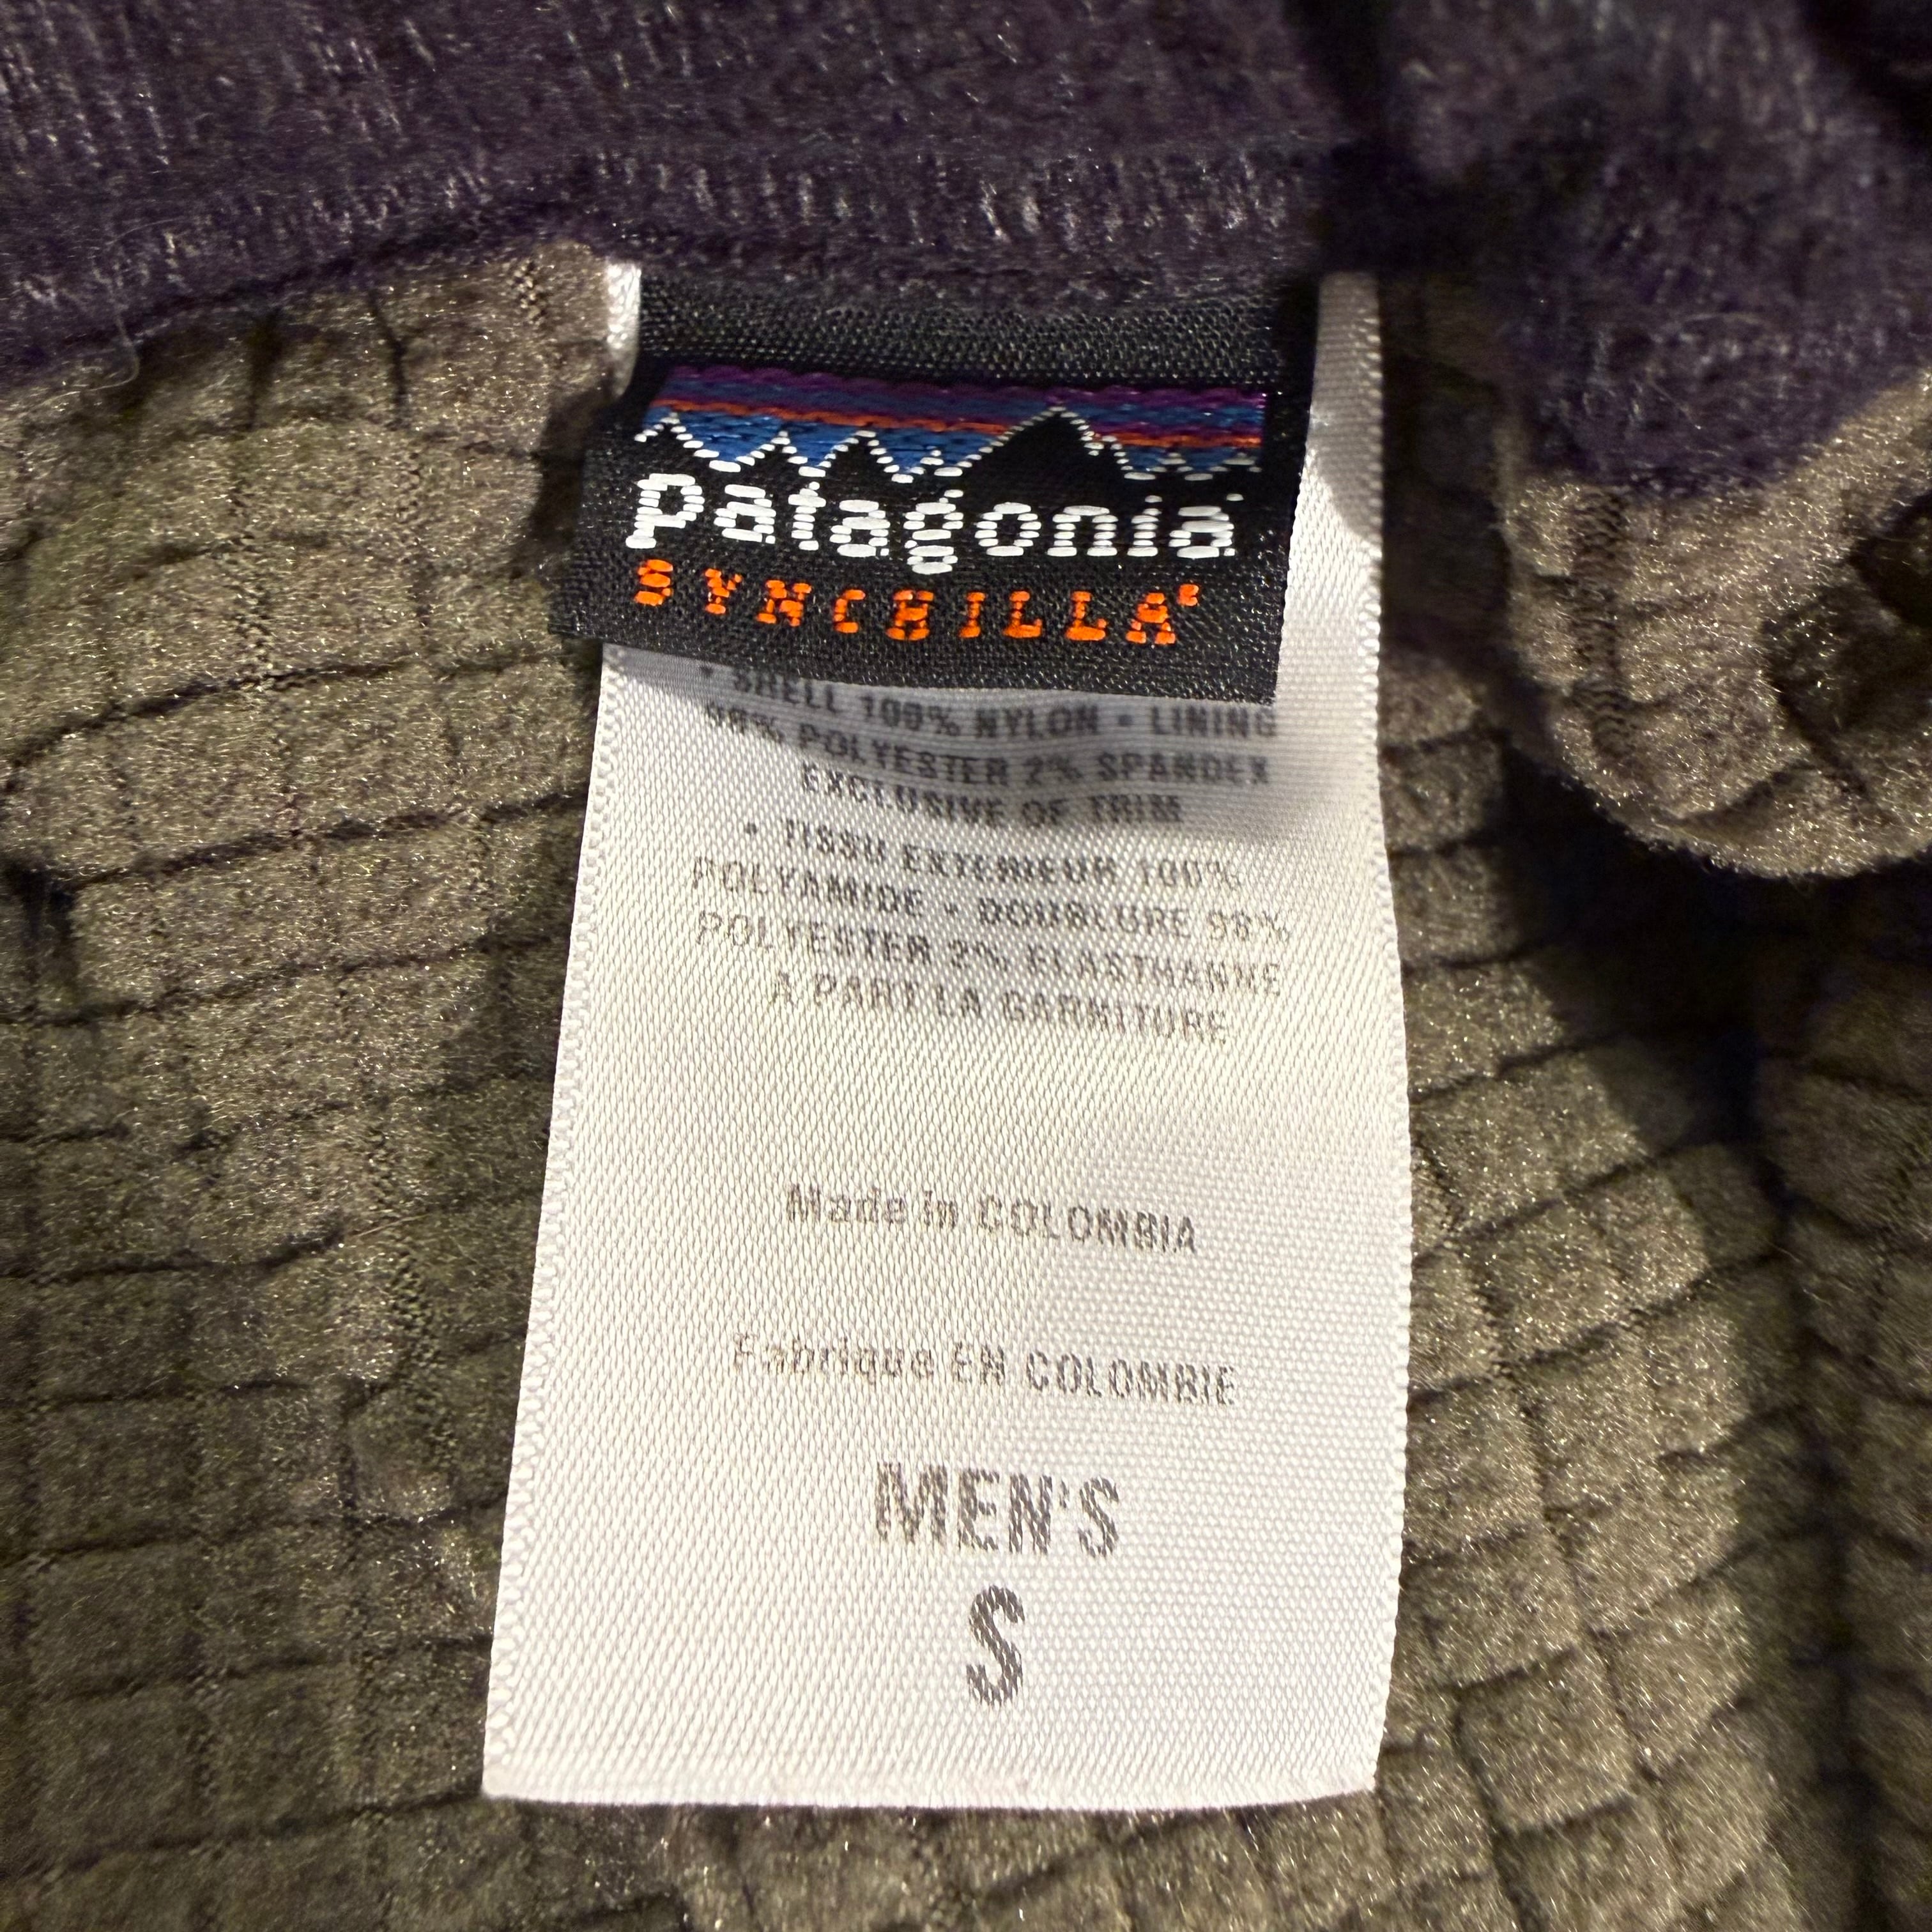 patagonia
SYNCHILLA®
• SHELL 100% NYLON • LINING
98% POLYESTER 2% SPANDEX
EXCLUSIVE OF TRIM
• TISSU EXTERIEUR 100%
POLYAMIDE • DOUBLURE 98%
POLYESTER 2% ELASTHANNE
À PART LA GARNITURE
Made in COLOMBIA
Fabrique EN COLOMBIE
MEN'S
S